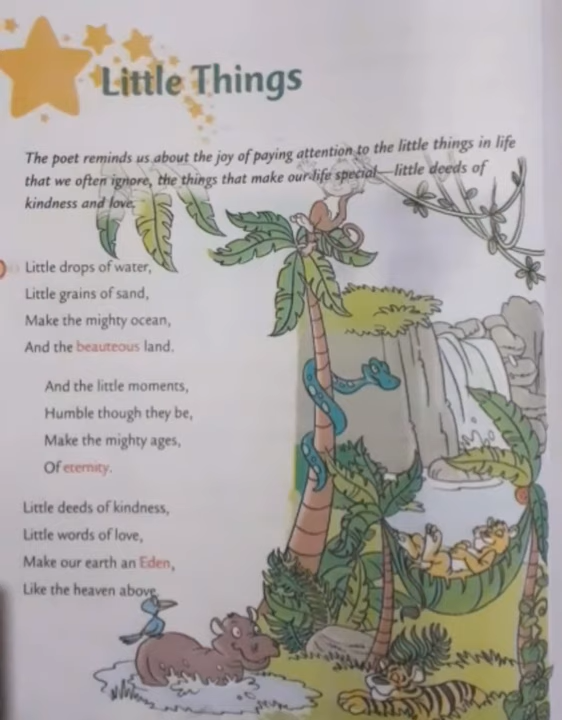 Little Things
The poet reminds us about the joy of paying attention to the little things in life
that we often ignore, the things that make our life special—little deeds of
kindness and love.
Little drops of water,
Little grains of sand,
Make the mighty ocean,
And the beauteous land.
And the little moments,
Humble though they be,
Make the mighty ages,
Of eternity.
Little deeds of kindness,
Little words of love,
Make our earth an Eden,
Like the heaven above